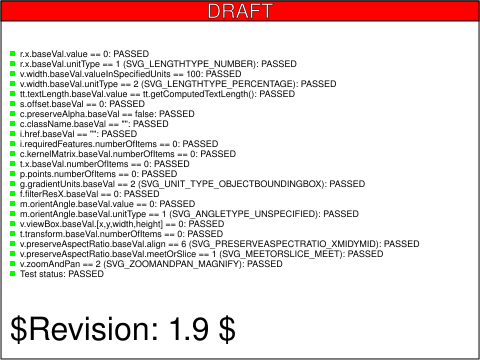 DRAFT
r.x.baseVal.value == 0: PASSED
r.x.baseVal.unitType == 1 (SVG_LENGTHTYPE_NUMBER): PASSED
v.width.baseVal.valueInSpecifiedUnits == 100: PASSED
v.width.baseVal.unitType == 2 (SVG_LENGTHTYPE_PERCENTAGE): PASSED
tt.textLength.baseVal.value == tt.getComputedTextLength(): PASSED
s.offset.baseVal == 0: PASSED
c.preserveAlpha.baseVal == false: PASSED
c.className.baseVal == "": PASSED
i.href.baseVal == "": PASSED
i.requiredFeatures.numberOfItems == 0: PASSED
c.kernelMatrix.baseVal.numberOfItems == 0: PASSED
t.x.baseVal.numberOfItems == 0: PASSED
p.points.numberOfItems == 0: PASSED
g.gradientUnits.baseVal == 2 (SVG_UNIT_TYPE_OBJECTBOUNDINGBOX): PASSED
f.filterResX.baseVal == 0: PASSED
m.orientAngle.baseVal.value == 0: PASSED
m.orientAngle.baseVal.unitType == 1 (SVG_ANGLETYPE_UNSPECIFIED): PASSED
v.viewBox.baseVal.[x,y,width,height] == 0: PASSED
t.transform.baseVal.numberOfItems == 0: PASSED
v.preserveAspectRatio.baseVal.align == 6 (SVG_PRESERVEASPECTRATIO_XMIDYMID): PASSED
v.preserveAspectRatio.baseVal.meetOrSlice == 1 (SVG_MEETORSLICE_MEET): PASSED
v.zoomAndPan == 2 (SVG_ZOOMANDPAN_MAGNIFY): PASSED
Test status: PASSED
$Revision: 1.9 $